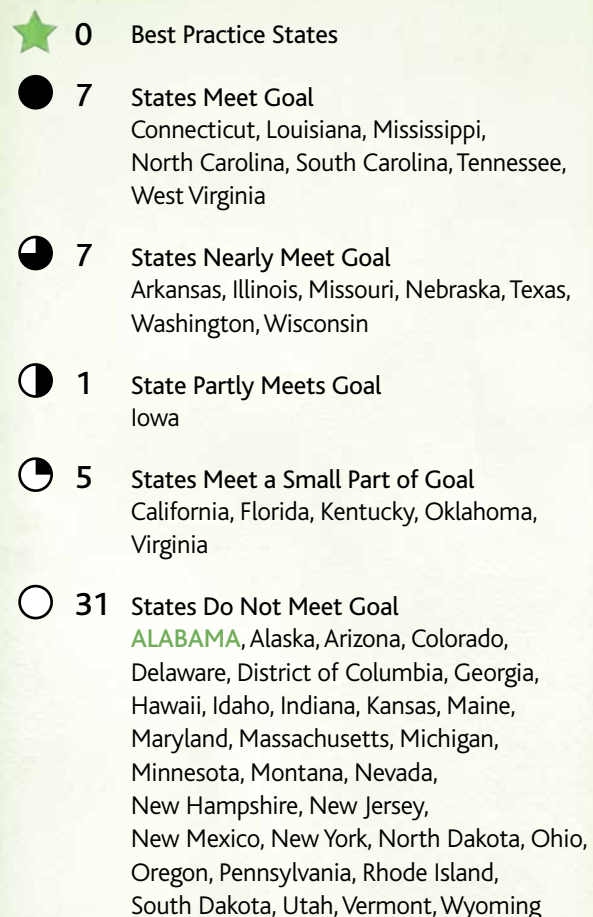 0 Best Practice States
7 States Meet Goal
Connecticut, Louisiana, Mississippi,
North Carolina, South Carolina, Tennessee,
West Virginia
7 States Nearly Meet Goal
Arkansas, Illinois, Missouri, Nebraska, Texas,
Washington, Wisconsin
1 State Partly Meets Goal
Iowa
5 States Meet a Small Part of Goal
California, Florida, Kentucky, Oklahoma,
Virginia
31 States Do Not Meet Goal
ALABAMA, Alaska, Arizona, Colorado,
Delaware, District of Columbia, Georgia,
Hawaii, Idaho, Indiana, Kansas, Maine,
Maryland, Massachusetts, Michigan,
Minnesota, Montana, Nevada,
New Hampshire, New Jersey,
New Mexico, New York, North Dakota, Ohio,
Oregon, Pennsylvania, Rhode Island,
South Dakota, Utah, Vermont, Wyoming